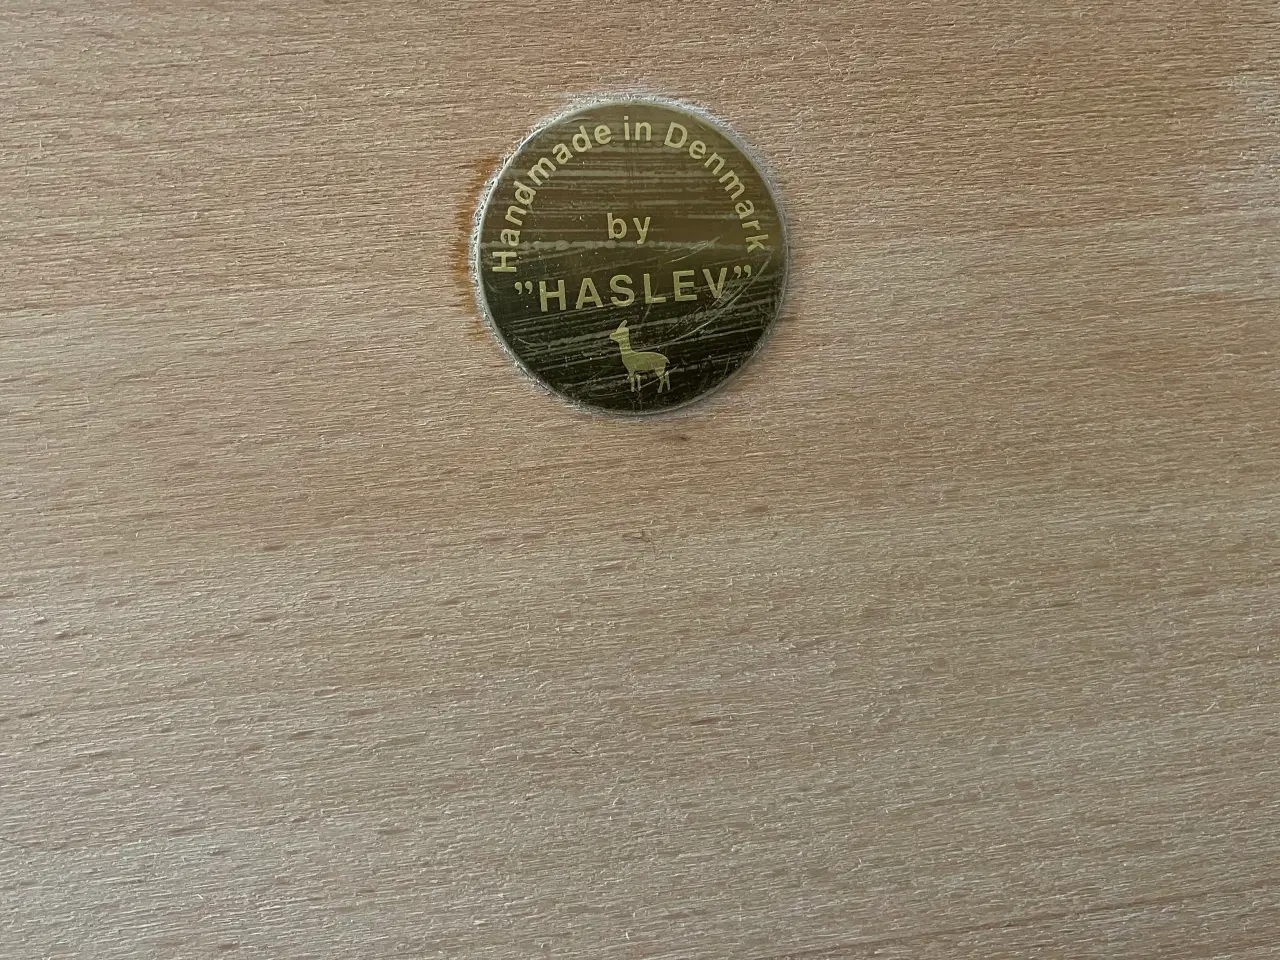 Handmade in Denmark
by
”HASLEV”